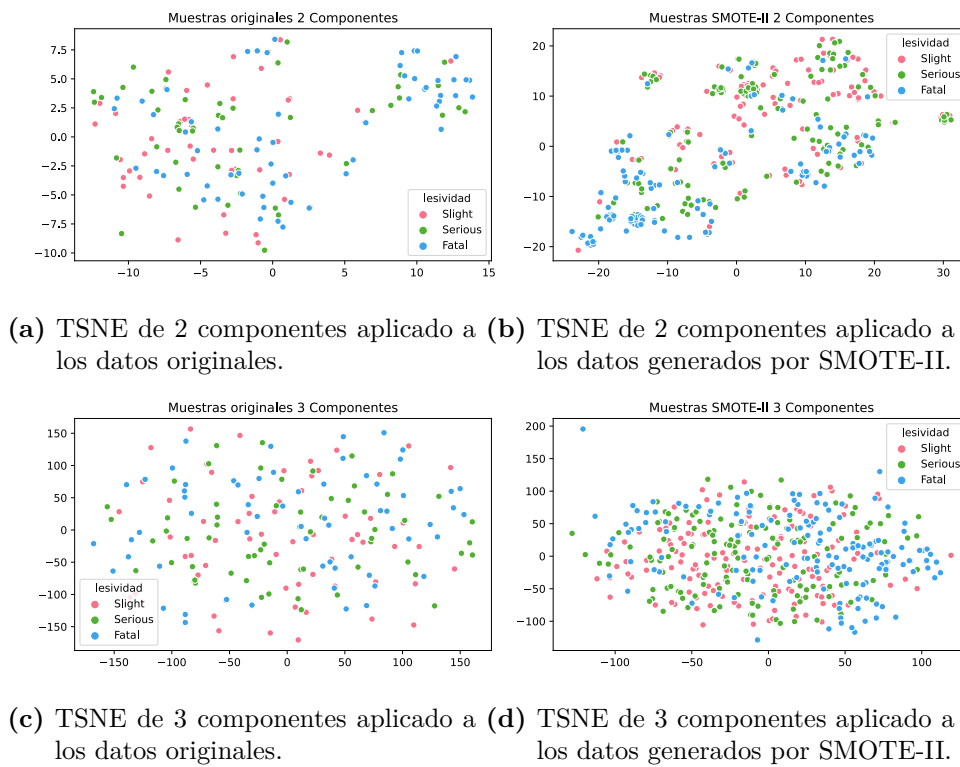 Muestras originales 2 Componentes
7.5
5.0
2.5
0.0
−2.5
−5.0
−7.5
−10.0
−10
−5
0
5
10
15
lesividad
Slight
Serious
Fatal
Muestras SMOTE-II 2 Componentes
20
10
0
−10
−20
−20
−10
0
10
20
30
lesividad
Slight
Serious
Fatal
(a) TSNE de 2 componentes aplicado a
los datos originales.
(b) TSNE de 2 componentes aplicado a
los datos generados por SMOTE-II.
Muestras originales 3 Componentes
150
100
50
0
−50
−100
−150
−150
−100
−50
0
50
100
150
lesividad
Slight
Serious
Fatal
Muestras SMOTE-II 3 Componentes
200
150
100
50
0
−50
−100
−100
−50
0
50
100
lesividad
Slight
Serious
Fatal
(c) TSNE de 3 componentes aplicado a
los datos originales.
(d) TSNE de 3 componentes aplicado a
los datos generados por SMOTE-II.